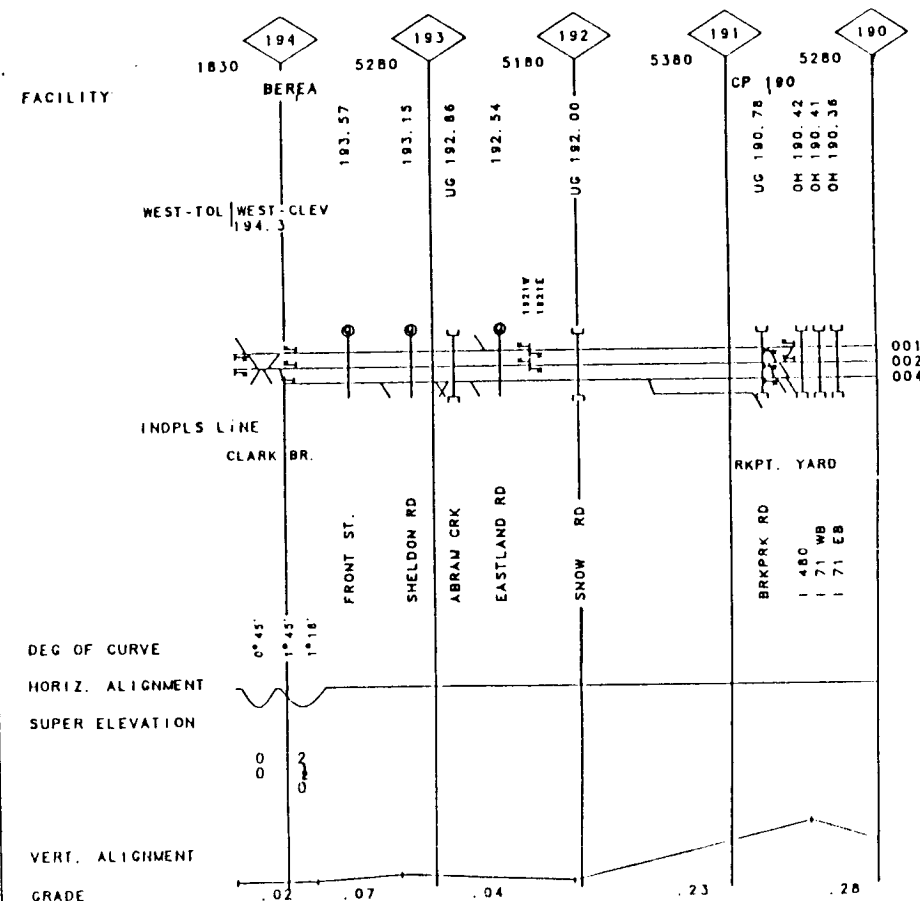 194
193
192
191
190
1830
5280
5180
5380
5280
FACILITY
BEREA
CP 190
193.57
193.15
UG 192.86
192.54
UG 192.00
UG 190.78
OH 190.42
OH 190.41
OH 190.36
WEST-TOL WEST-CLEV
194.3
1921W
1921E
001
002
004
INDPLS LINE
CLARK BR.
RKPT. YARD
FRONT ST.
SHELDON RD
ABRAM CRK
EASTLAND RD
SNOW RD
BRKPRK RD
I 480
I 71 WB
I 71 EB
DEG OF CURVE
0°45'
1°45'
1°18'
HORIZ. ALIGNMENT
SUPER ELEVATION
0 2
0
0
VERT. ALIGNMENT
GRADE .02 .07 .04 .23 .28